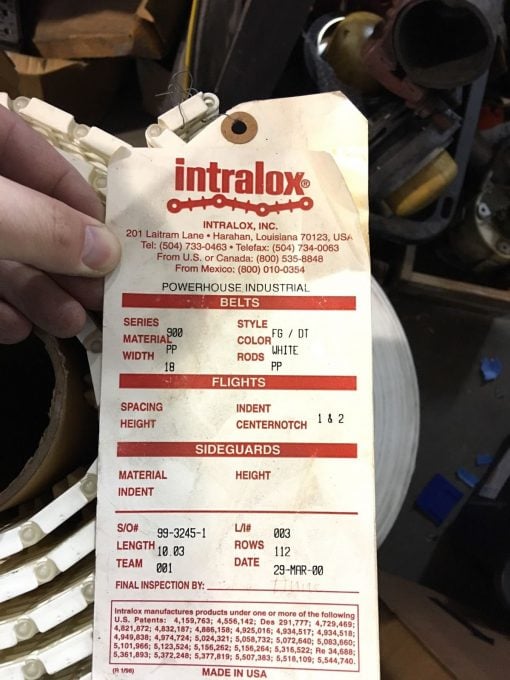 intralox®
INTRALOX, INC.
201 Laitram Lane • Harahan, Louisiana 70123, USA
Tel: (504) 733-0463 • Telefax: (504) 734-0063
From U.S. or Canada: (800) 535-8848
From Mexico: (800) 010-0354
POWERHOUSE INDUSTRIAL
BELTS
SERIES 900 STYLE FG / DT
MATERIAL PP COLOR WHITE
WIDTH 18 RODS PP
FLIGHTS
SPACING INDENT
HEIGHT CENTERNOTCH 1 & 2
SIDEGUARDS
MATERIAL HEIGHT
INDENT
S/O# 99-3245-1 L/I# 003
LENGTH 10.03 ROWS 112
TEAM 001 DATE 29-MAR-00
FINAL INSPECTION BY:
Intralox manufactures products under one or more of the following
U.S. Patents: 4,159,763; 4,556,142; Des 291,777; 4,729,469;
4,821,872; 4,832,187; 4,886,158; 4,925,016; 4,934,517; 4,934,518;
4,949,838; 4,974,724; 5,024,321; 5,058,732; 5,072,640; 5,083,660;
5,101,966; 5,123,524; 5,156,262; 5,156,264; 5,316,522; Re 34,688;
5,361,893; 5,372,248; 5,377,819; 5,507,383; 5,518,109; 5,544,740.
(R 1/98) MADE IN USA